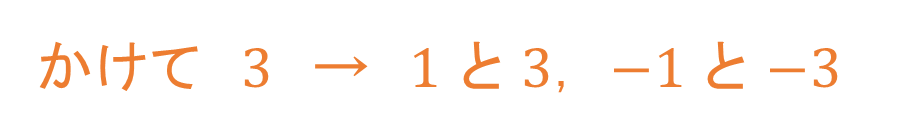 かけて 3 → 1 と 3, −1 と −3